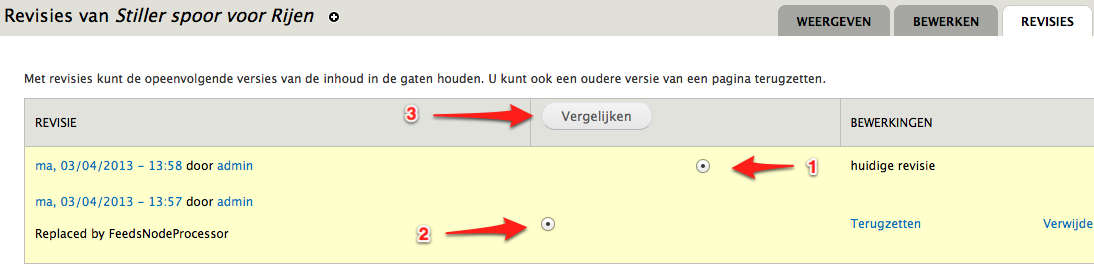 Revisies van Stiller spoor voor Rijen
WEERGEVEN BEWERKEN REVISIES
Met revisies kunt de opeenvolgende versies van de inhoud in de gaten houden. U kunt ook een oudere versie van een pagina terugzetten.
REVISIE 3 Vergelijken BEWERKINGEN
ma, 03/04/2013 – 13:58 door admin 1 huidige revisie
ma, 03/04/2013 – 13:57 door admin
2 Terugzetten Verwijde
Replaced by FeedsNodeProcessor